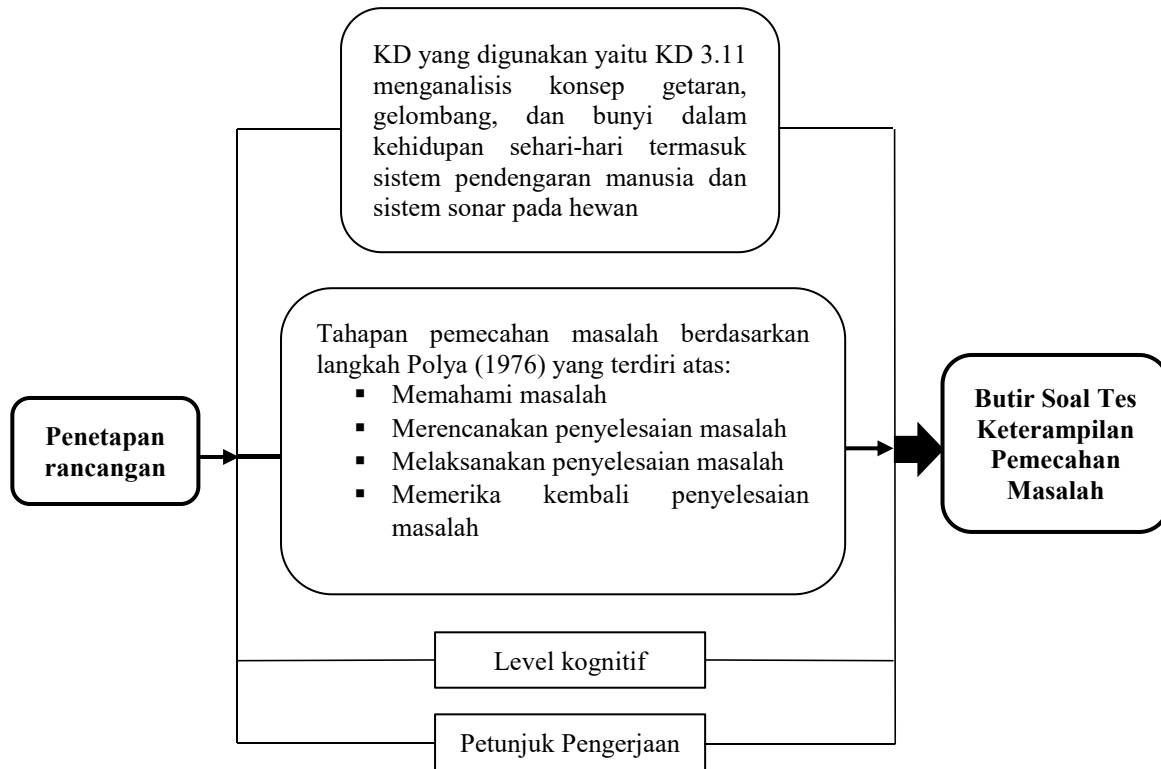 KD yang digunakan yaitu KD 3.11
menganalisis konsep getaran,
gelombang, dan bunyi dalam
kehidupan sehari-hari termasuk
sistem pendengaran manusia dan
sistem sonar pada hewan
Penetapan
rancangan
Tahapan pemecahan masalah berdasarkan
langkah Polya (1976) yang terdiri atas:
▪ Memahami masalah
▪ Merencanakan penyelesaian masalah
▪ Melaksanakan penyelesaian masalah
▪ Memerika kembali penyelesaian
masalah
Butir Soal Tes
Keterampilan
Pemecahan
Masalah
Level kognitif
Petunjuk Pengerjaan